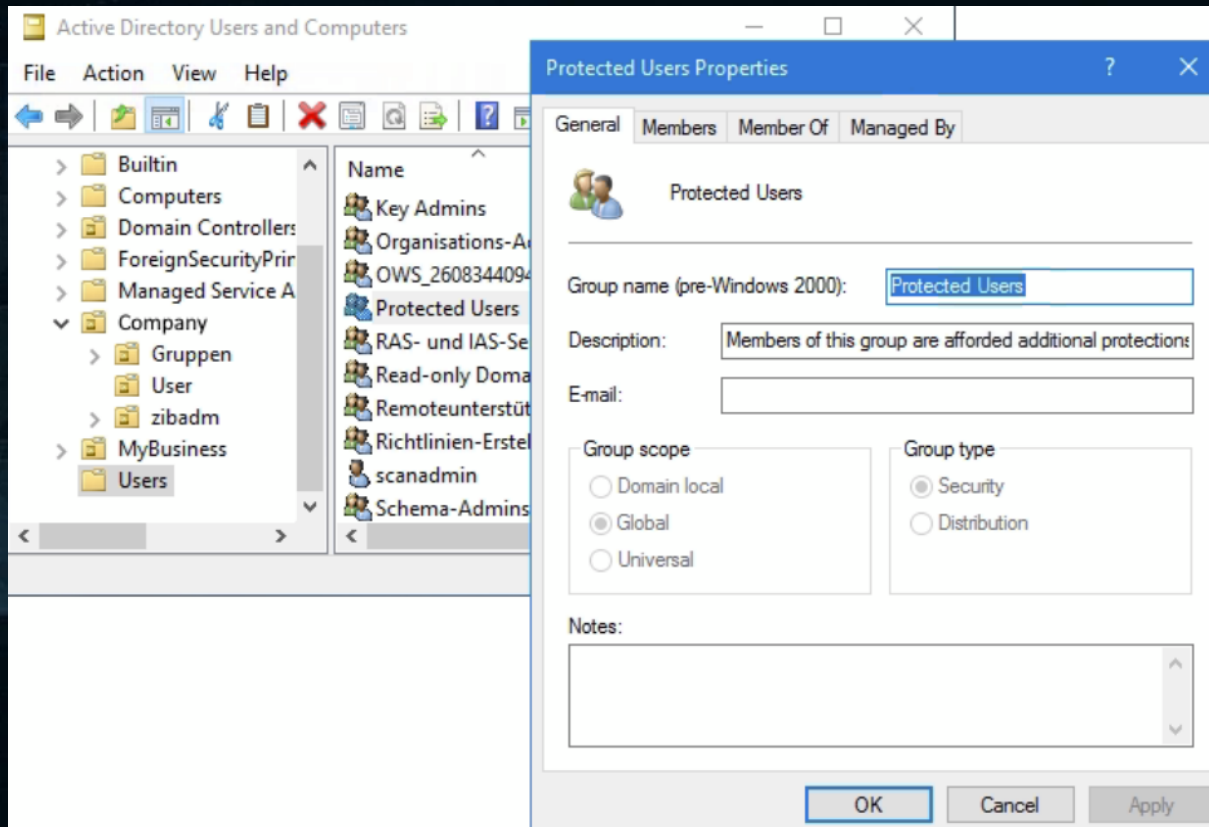 Active Directory Users and Computers
File Action View Help
Builtin
Computers
Domain Controllers
ForeignSecurityPrin
Managed Service A
Company
Gruppen
User
zibadm
MyBusiness
Users
Name
Key Admins
Organisations-A
OWS_2608344094
Protected Users
RAS- und IAS-Se
Read-only Doma
Remoteunterstüt
Richtlinien-Erstel
scanadmin
Schema-Admins
Protected Users Properties
?
General Members Member Of Managed By
Protected Users
Group name (pre-Windows 2000): Protected Users
Description: Members of this group are afforded additional protections
E-mail:
Group scope
Domain local
Global
Universal
Group type
Security
Distribution
Notes:
OK Cancel Apply